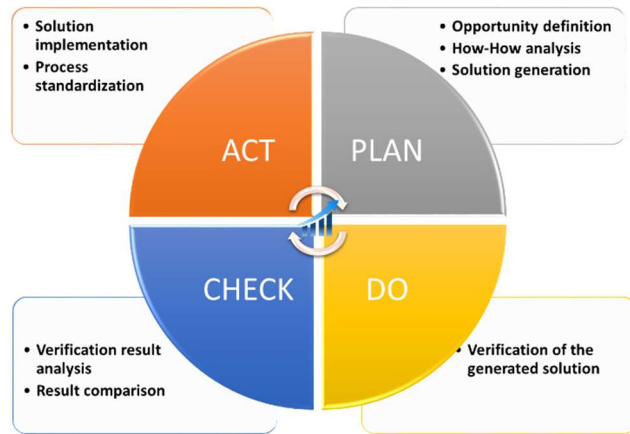 • Solution
implementation
• Process
standardization
• Opportunity definition
• How-How analysis
• Solution generation
ACT
PLAN
CHECK
DO
• Verification result
analysis
• Result comparison
• Verification of the
generated solution